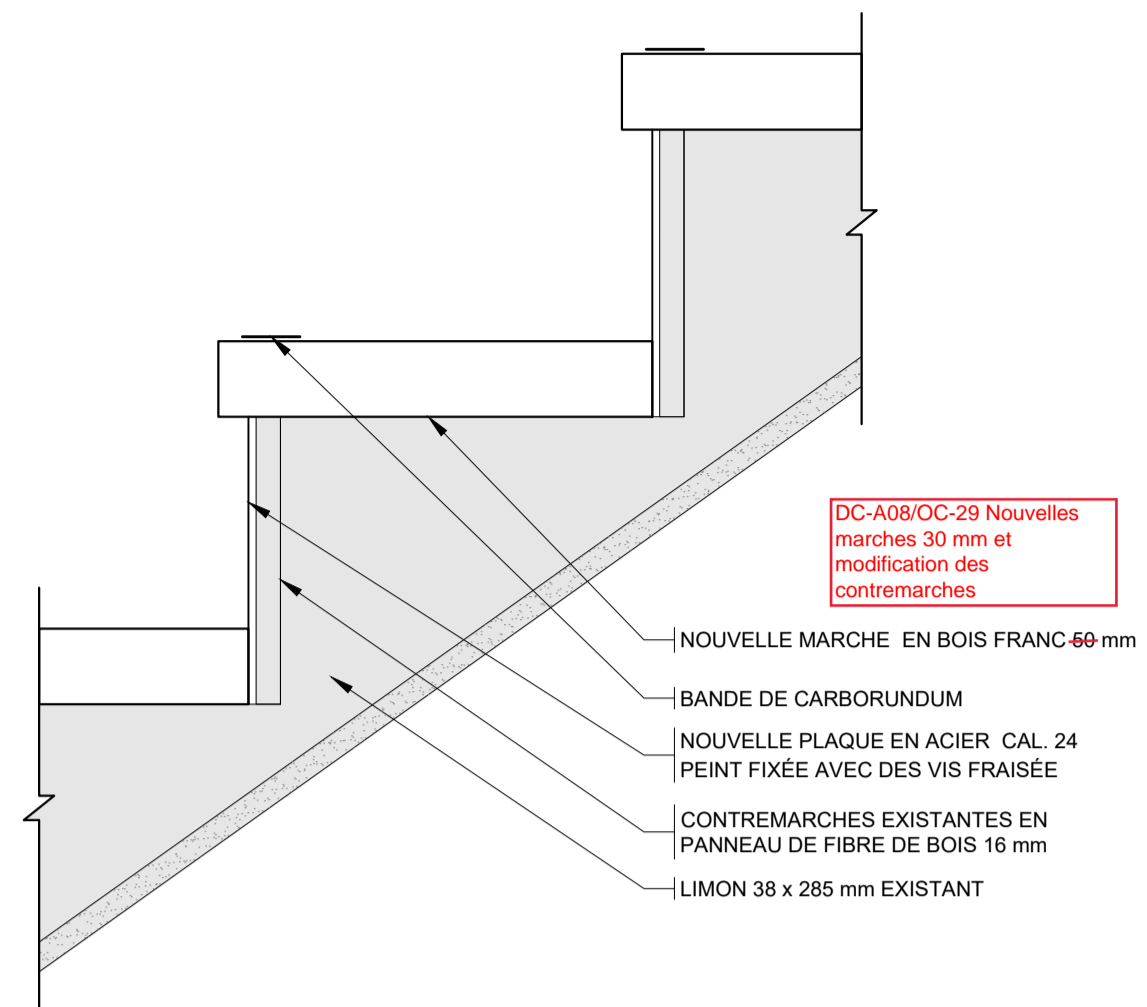 DC-A08/OC-29 Nouvelles
marches 30 mm et
modification des
contremarches
NOUVELLE MARCHE EN BOIS FRANC 50 mm
BANDE DE CARBORUNDUM
NOUVELLE PLAQUE EN ACIER CAL. 24
PEINT FIXÉE AVEC DES VIS FRAISÉE
CONTREMARCHES EXISTANTES EN
PANNEAU DE FIBRE DE BOIS 16 mm
LIMON 38 x 285 mm EXISTANT